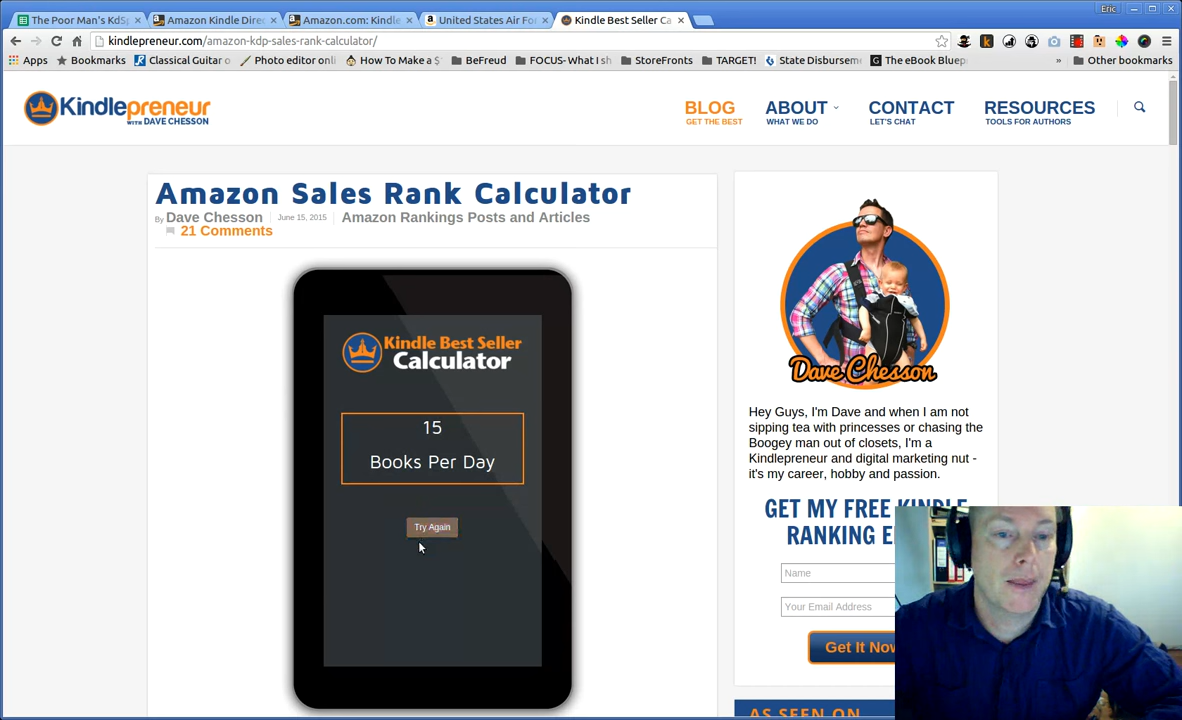 The Poor Man's KdSp
Amazon Kindle Direc
Amazon.com: Kindle
United States Air For
Kindle Best Seller Ca
Eric
kindlepreneur.com/amazon-kdp-sales-rank-calculator/
Apps
Bookmarks
Classical Guitar o
Photo editor onli
How To Make a $
BeFreud
FOCUS- What I sh
StoreFronts
TARGET!
State Disbursem
The eBook Bluep
»
Other bookmarks
Kindlepreneur
WITH DAVE CHESSON
BLOG
GET THE BEST
ABOUT
WHAT WE DO
CONTACT
LET'S CHAT
RESOURCES
TOOLS FOR AUTHORS
Amazon Sales Rank Calculator
By Dave Chesson June 15, 2015 Amazon Rankings Posts and Articles
21 Comments
Kindle Best Seller
Calculator
15
Books Per Day
Try Again
Dave Chesson
Hey Guys, I'm Dave and when I am not
sipping tea with princesses or chasing the
Boogey man out of closets, I'm a
Kindlepreneur and digital marketing nut -
it's my career, hobby and passion.
GET MY FREE KINDLE
RANKING E
Name
Your Email Address
Get It Now
AS SEEN ON